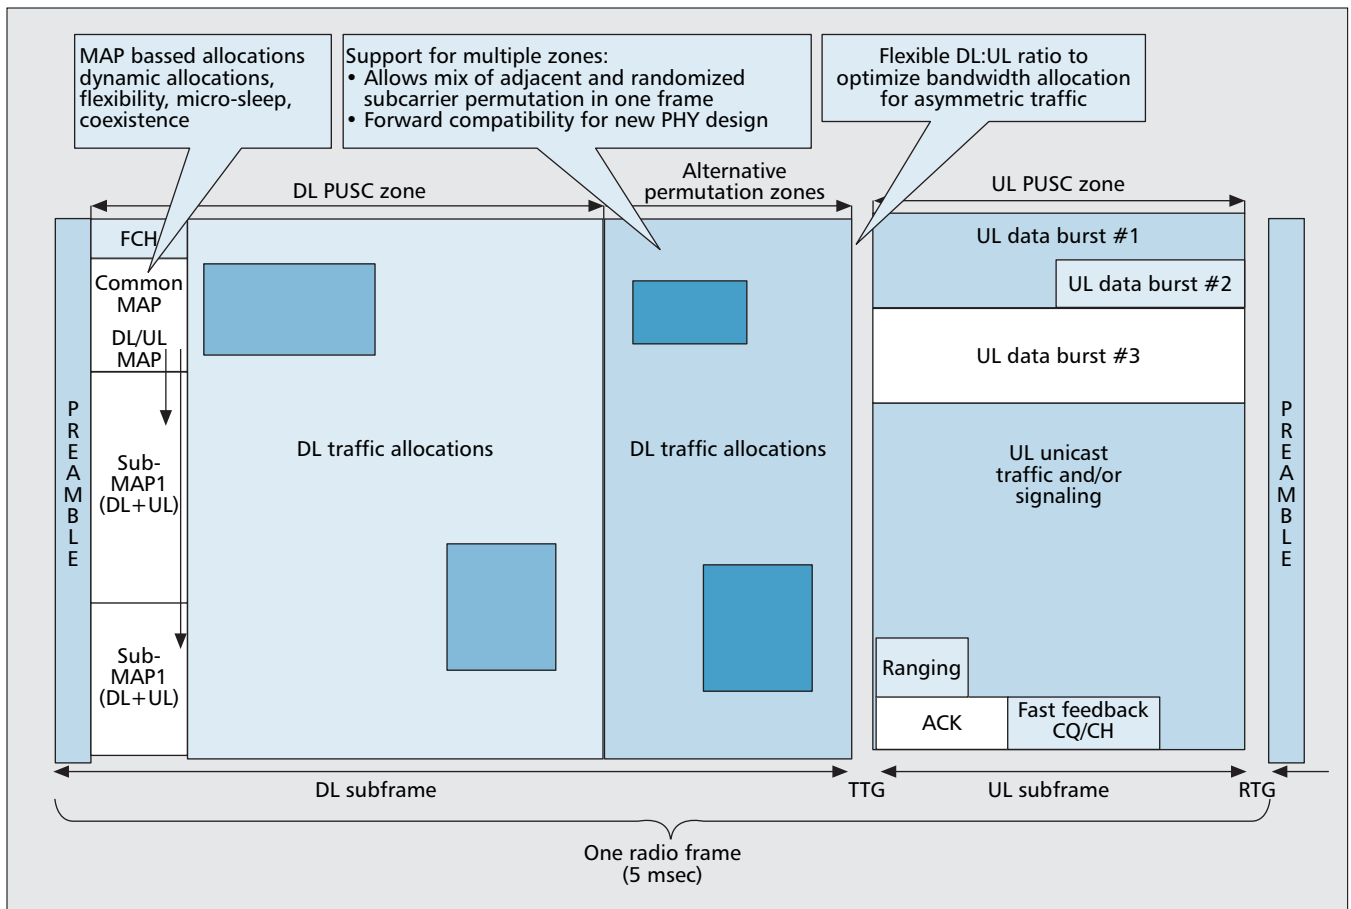 MAP bassed allocations
dynamic allocations,
flexibility, micro-sleep,
coexistence
Support for multiple zones:
• Allows mix of adjacent and randomized
subcarrier permutation in one frame
• Forward compatibility for new PHY design
Flexible DL:UL ratio to
optimize bandwidth allocation
for asymmetric traffic
DL PUSC zone
Alternative
permutation zones
UL PUSC zone
PREAMBLE
FCH
Common
MAP
DL/UL
MAP
Sub-
MAP1
(DL+UL)
Sub-
MAP1
(DL+UL)
DL traffic allocations
DL traffic allocations
UL data burst #1
UL data burst #2
UL data burst #3
UL unicast
traffic and/or
signaling
Ranging
ACK
Fast feedback
CQ/CH
PREAMBLE
DL subframe
TTG
UL subframe
RTG
One radio frame
(5 msec)